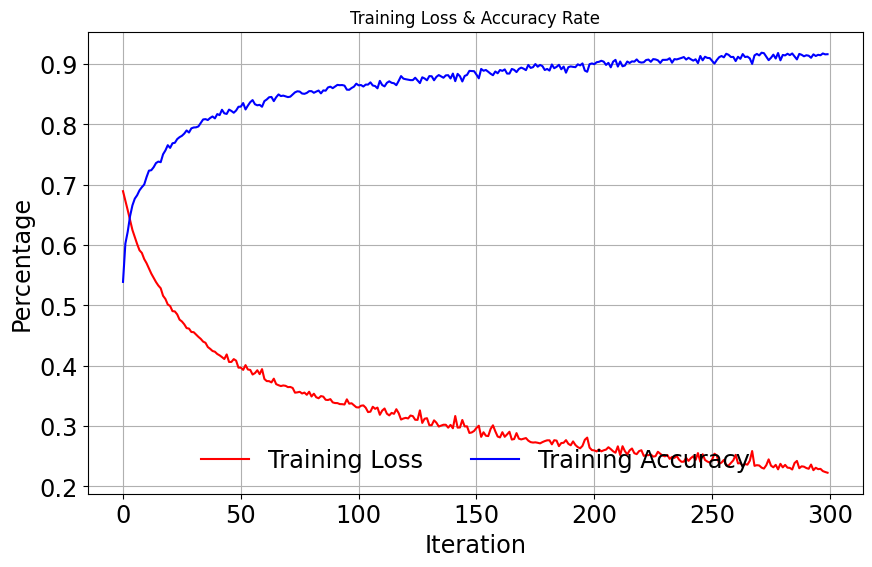 Training Loss & Accuracy Rate
0.9
0.8
0.7
0.6
0.5
0.4
0.3
0.2
Percentage
Training Loss
Training Accuracy
0 50 100 150 200 250 300
Iteration